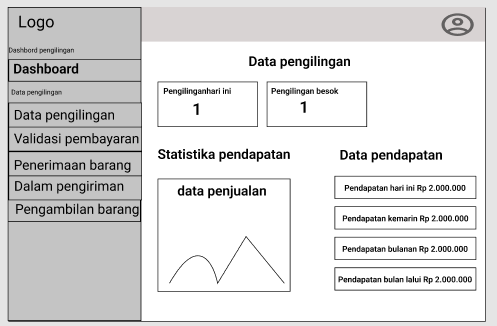 Logo
Dashbord pengilingan
Dashboard
Data pengilingan
Data pengilingan
Validasi pembayaran
Penerimaan barang
Dalam pengiriman
Pengambilan barang
Data pengilingan
Pengilinganhari ini
1
Pengilingan besok
1
Statistika pendapatan
data penjualan
Data pendapatan
Pendapatan hari ini Rp 2.000.000
Pendapatan kemarin Rp 2.000.000
Pendapatan bulanan Rp 2.000.000
Pendapatan bulan lalui Rp 2.000.000